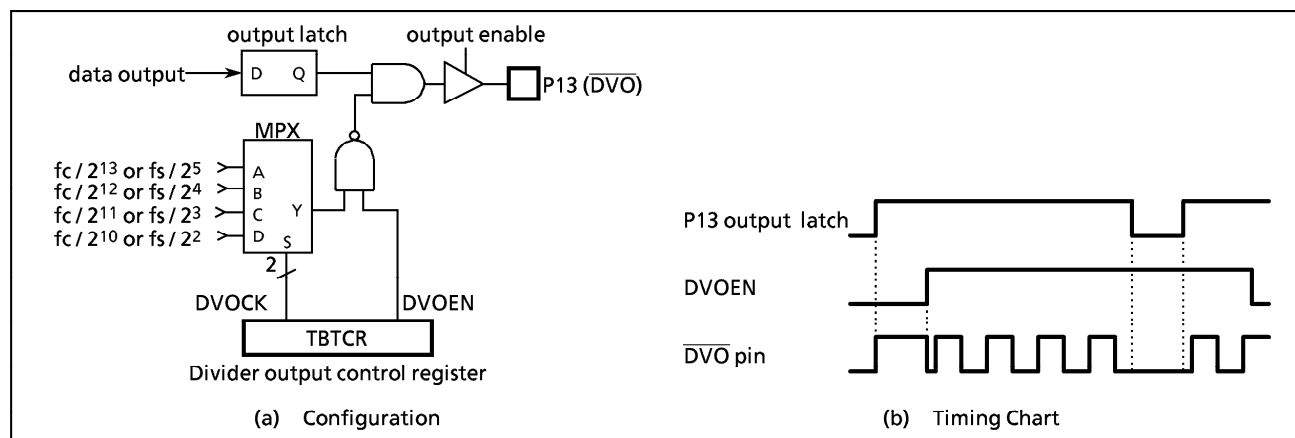 output latch
output enable
data output
D Q
P13 (DVO)
MPX
fc / 2¹³ or fs / 2⁵
A
fc / 2¹² or fs / 2⁴
B
fc / 2¹¹ or fs / 2³
C
Y
fc / 2¹⁰ or fs / 2²
D
S
2
DVOCK
DVOEN
TBTCR
Divider output control register
(a) Configuration
P13 output latch
DVOEN
DVO pin
(b) Timing Chart